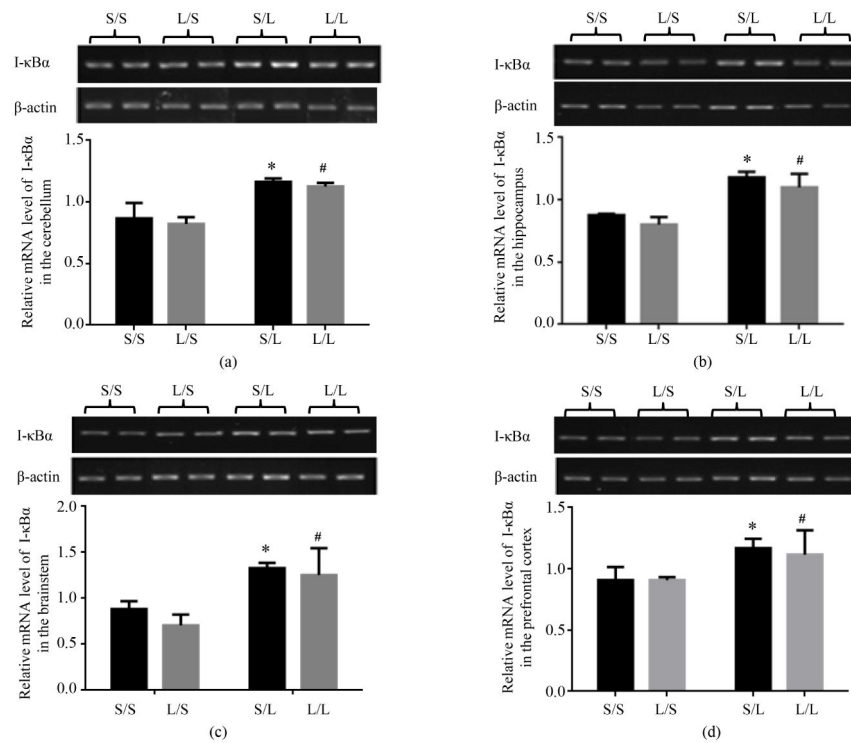 S/S L/S S/L L/L
I-κBα
β-actin
Relative mRNA level of I-κBα
in the cerebellum
1.5
1.0
0.5
0.0
* #
S/S L/S S/L L/L
(a)
S/S L/S S/L L/L
I-κBα
β-actin
Relative mRNA level of I-κBα
in the hippocampus
1.5
1.0
0.5
0.0
* #
S/S L/S S/L L/L
(b)
S/S L/S S/L L/L
I-κBα
β-actin
Relative mRNA level of I-κBα
in the brainstem
2.0
1.5
1.0
0.5
0.0
* #
S/S L/S S/L L/L
(c)
S/S L/S S/L L/L
I-κBα
β-actin
Relative mRNA level of I-κBα
in the prefrontal cortex
1.5
1.0
0.5
0.0
* #
S/S L/S S/L L/L
(d)